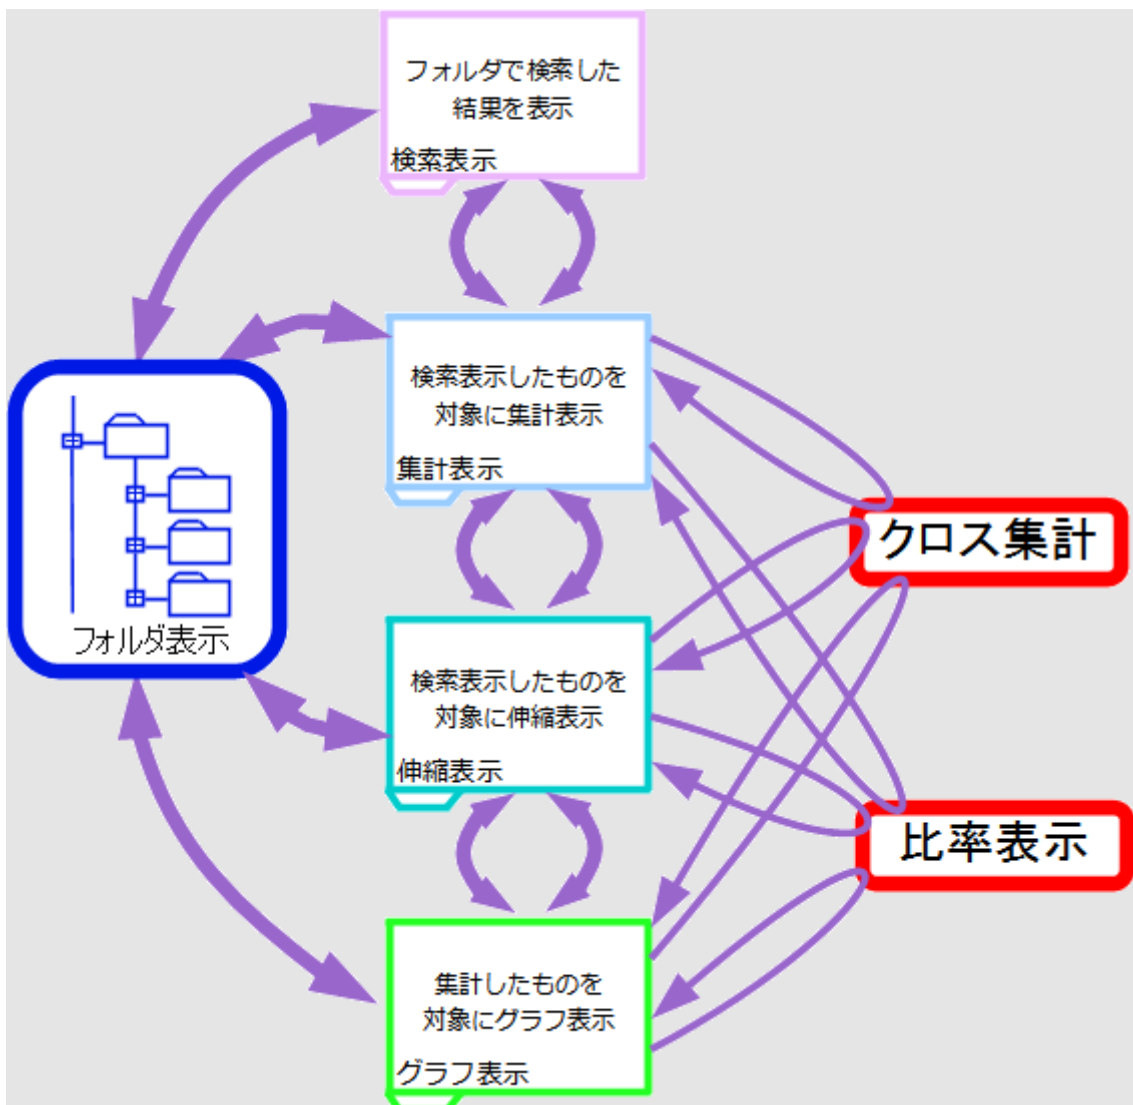 フォルダで検索した
結果を表示
検索表示
検索表示したものを
対象に集計表示
集計表示
クロス集計
フォルダ表示
検索表示したものを
対象に伸縮表示
伸縮表示
比率表示
集計したものを
対象にグラフ表示
グラフ表示